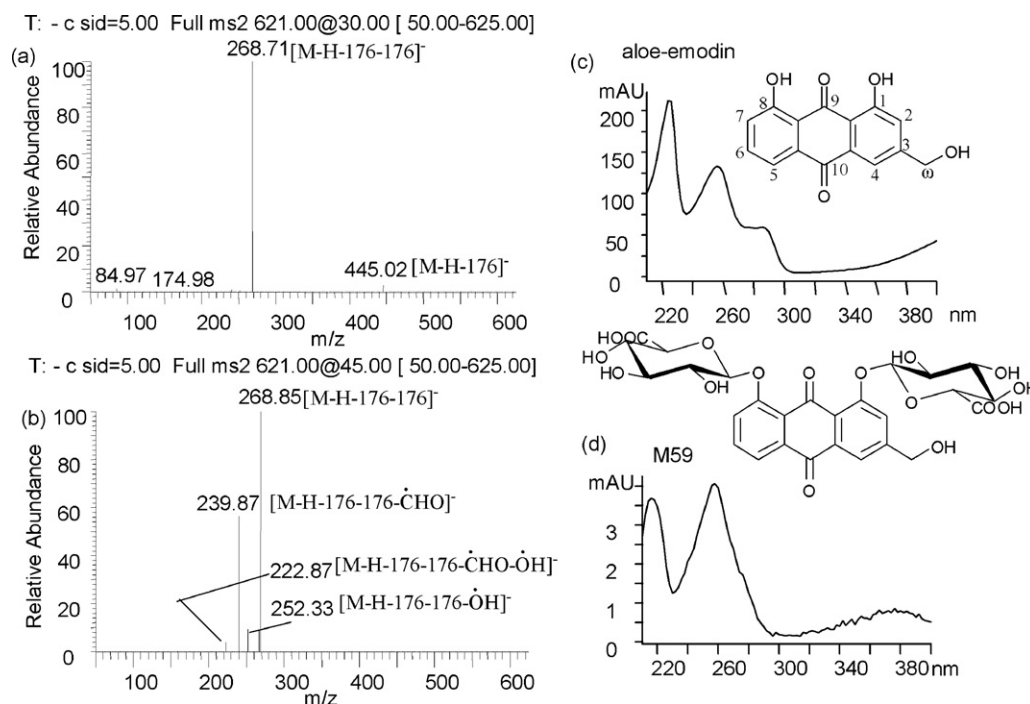 T: - c sid=5.00 Full ms2 621.00@30.00 [ 50.00-625.00]
(a)
268.71 [M-H-176-176]⁻
100
80
60
40
20
0
Relative Abundance
84.97
174.98
445.02 [M-H-176]⁻
100 200 300 400 500 600
m/z
T: - c sid=5.00 Full ms2 621.00@45.00 [ 50.00-625.00]
(b)
268.85 [M-H-176-176]⁻
100
80
60
40
20
0
Relative Abundance
239.87 [M-H-176-176-ĊHO]⁻
222.87 [M-H-176-176-ĊHO-ȮH]⁻
252.33 [M-H-176-176-ȮH]⁻
200 300 400 500 600
m/z
(c)
aloe-emodin
mAU
200
150
100
50
0
220 260 300 340 380 nm
OH O OH
8 9 1
7 2
6 3
5 10 4
O ω OH
HOOC
HO O
HO O
OH
O O
HO
OH
O OH
COOH
OH
O
(d)
M59
mAU
3
2
1
0
220 260 300 340 380 nm